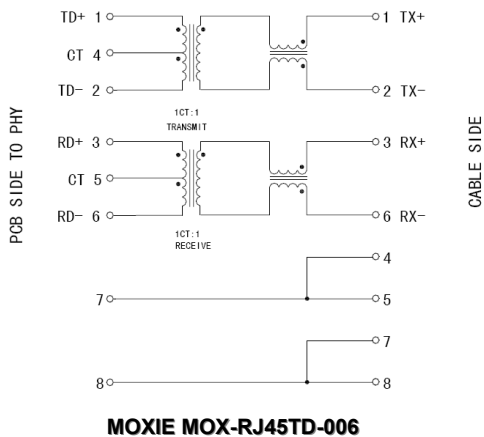 TD+ 1
1 TX+
CT 4
TD- 2
2 TX-
1CT:1
TRANSMIT
RD+ 3
3 RX+
CT 5
RD- 6
6 RX-
1CT:1
RECEIVE
4
7
5
7
8
8
PCB SIDE TO PHY
CABLE SIDE
MOXIE MOX-RJ45TD-006